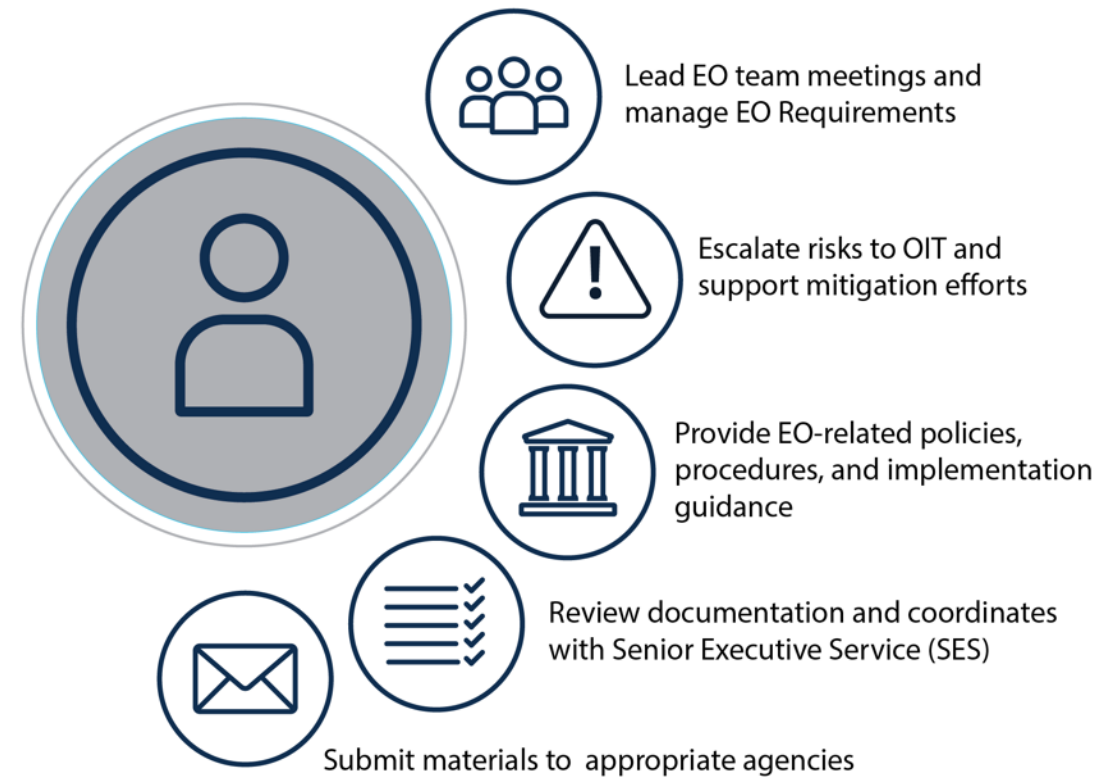 Lead EO team meetings and
manage EO Requirements
Escalate risks to OIT and
support mitigation efforts
Provide EO-related policies,
procedures, and implementation
guidance
Review documentation and coordinates
with Senior Executive Service (SES)
Submit materials to  appropriate agencies